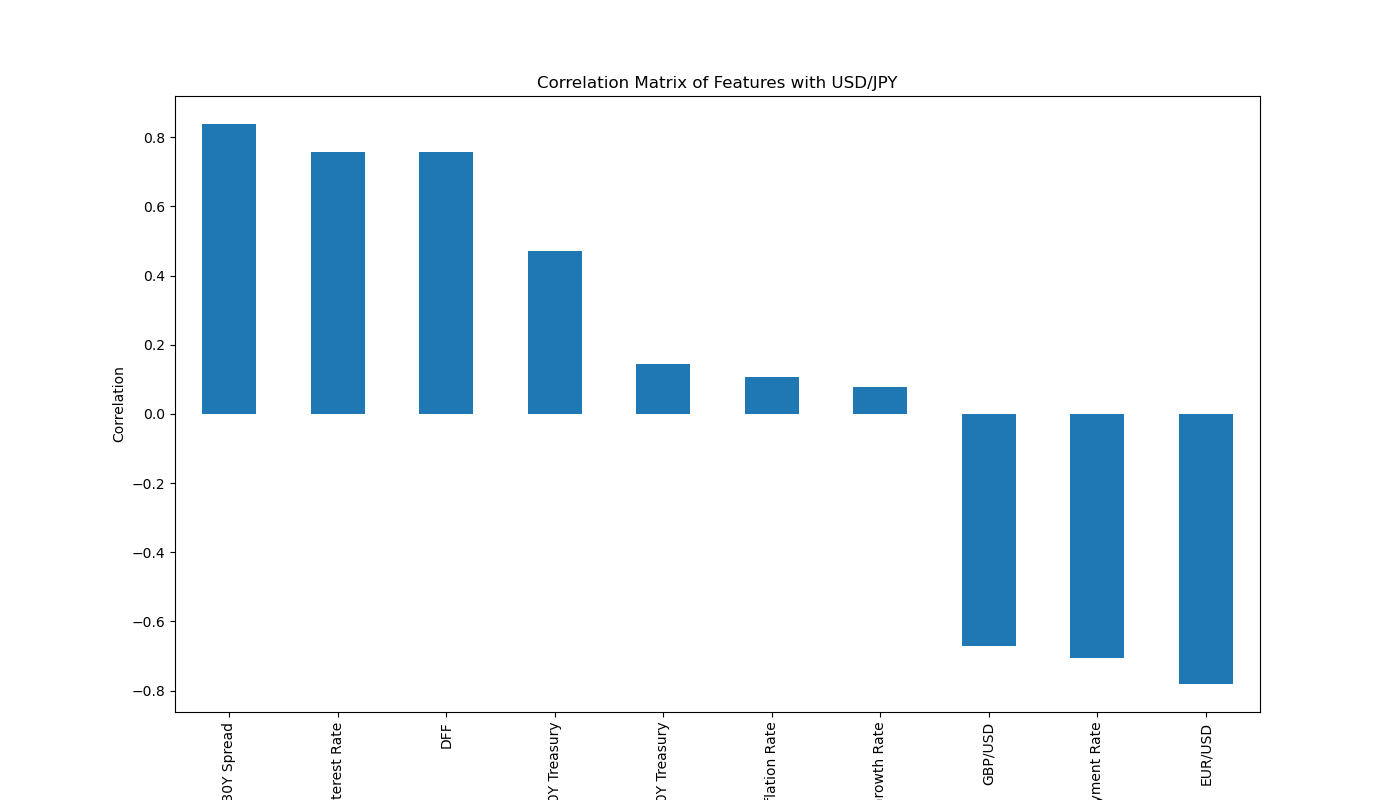 Correlation Matrix of Features with USD/JPY
Correlation
0.8
0.6
0.4
0.2
0.0
−0.2
−0.4
−0.6
−0.8
30Y Spread
terest Rate
DFF
0Y Treasury
0Y Treasury
flation Rate
rowth Rate
GBP/USD
yment Rate
EUR/USD